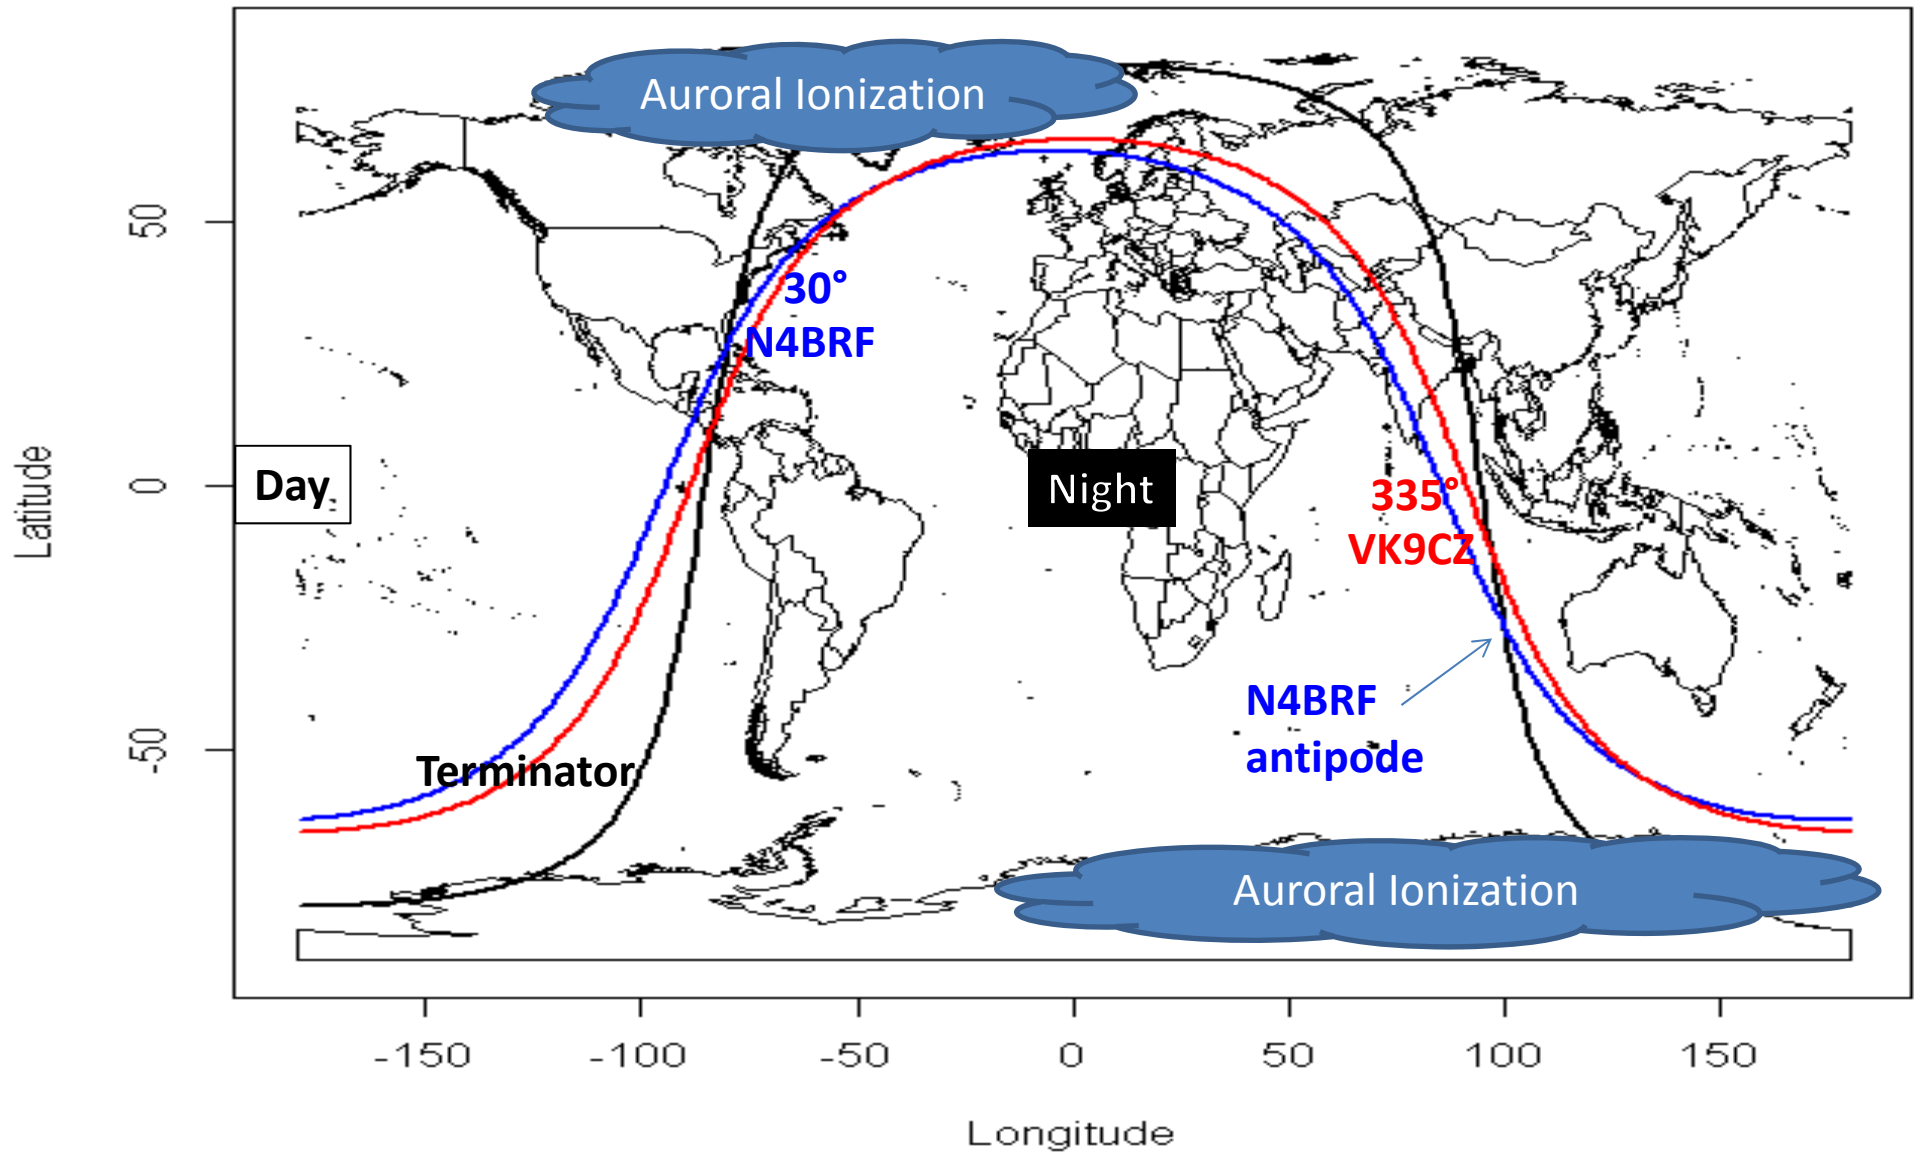 Auroral Ionization
50
30°
N4BRF
Latitude
0
Day
Night
335°
VK9CZ
N4BRF
antipode
-50
Terminator
Auroral Ionization
-150
-100
-50
0
50
100
150
Longitude